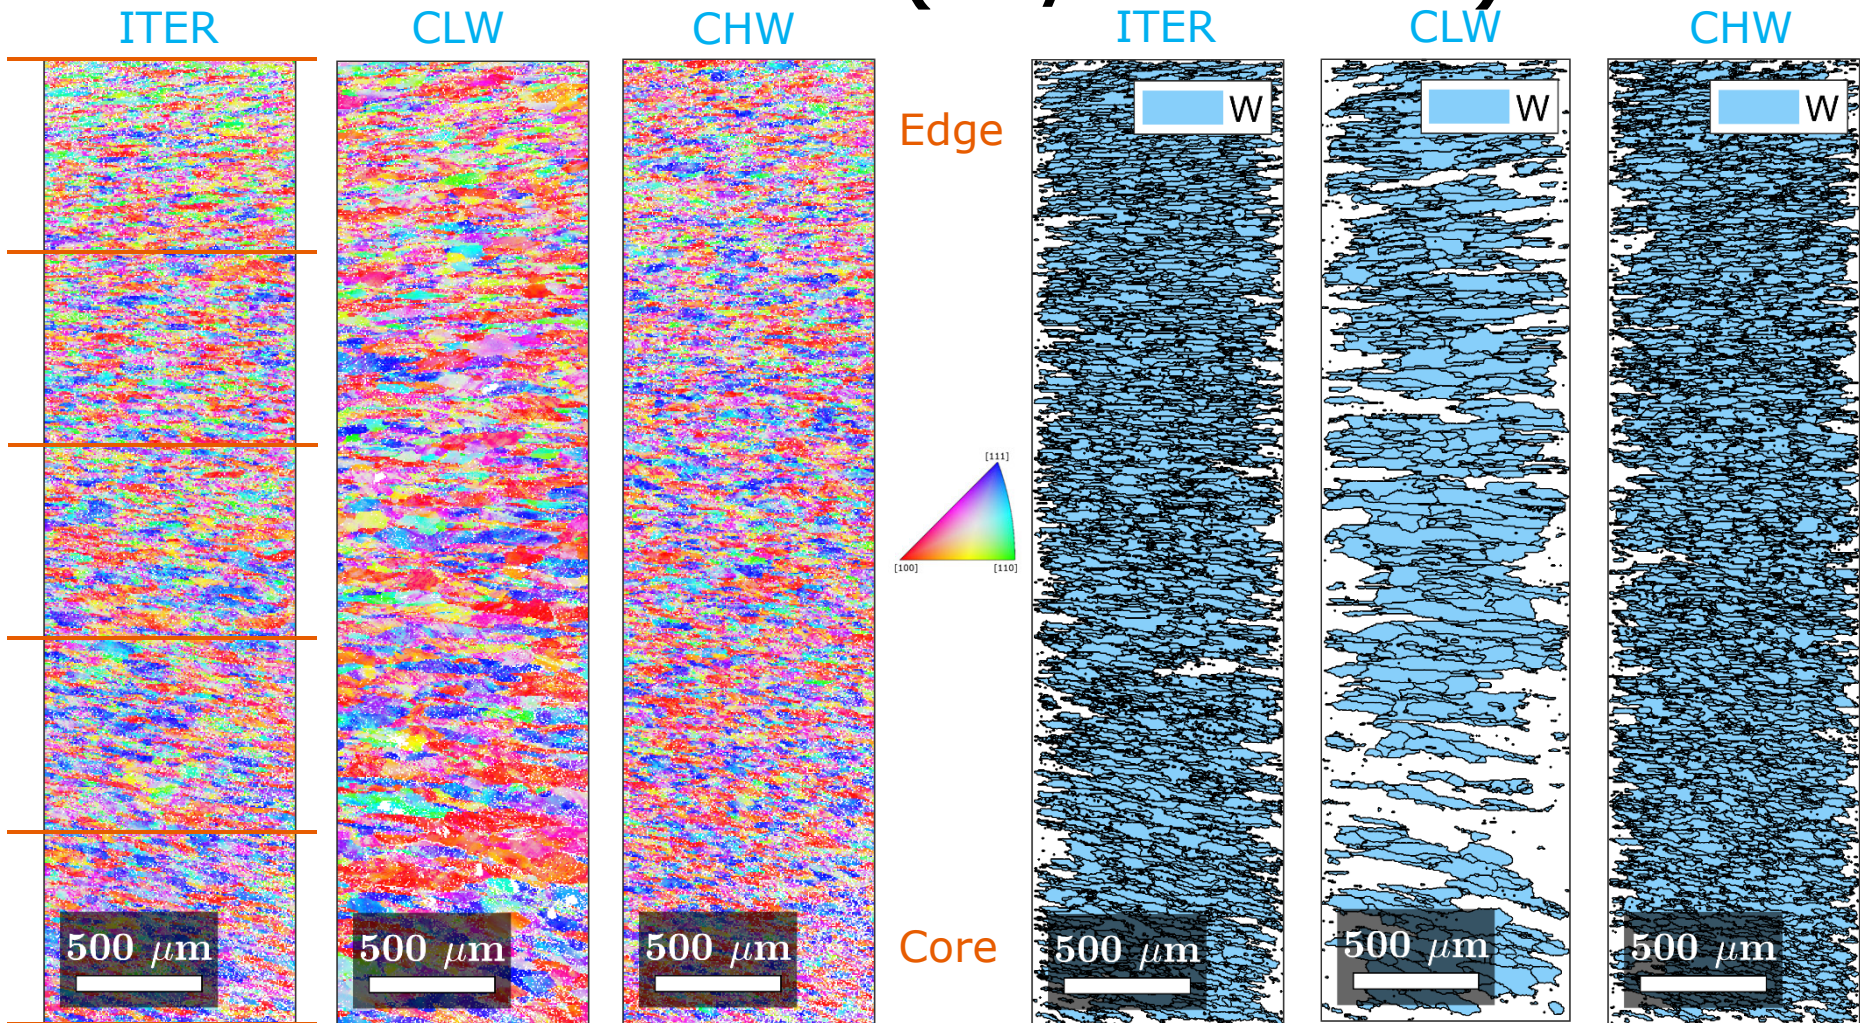 ITER CLW CHW ITER CLW CHW
W W W
Edge
[111]
[100] [110]
Core
500 μm 500 μm 500 μm 500 μm 500 μm 500 μm